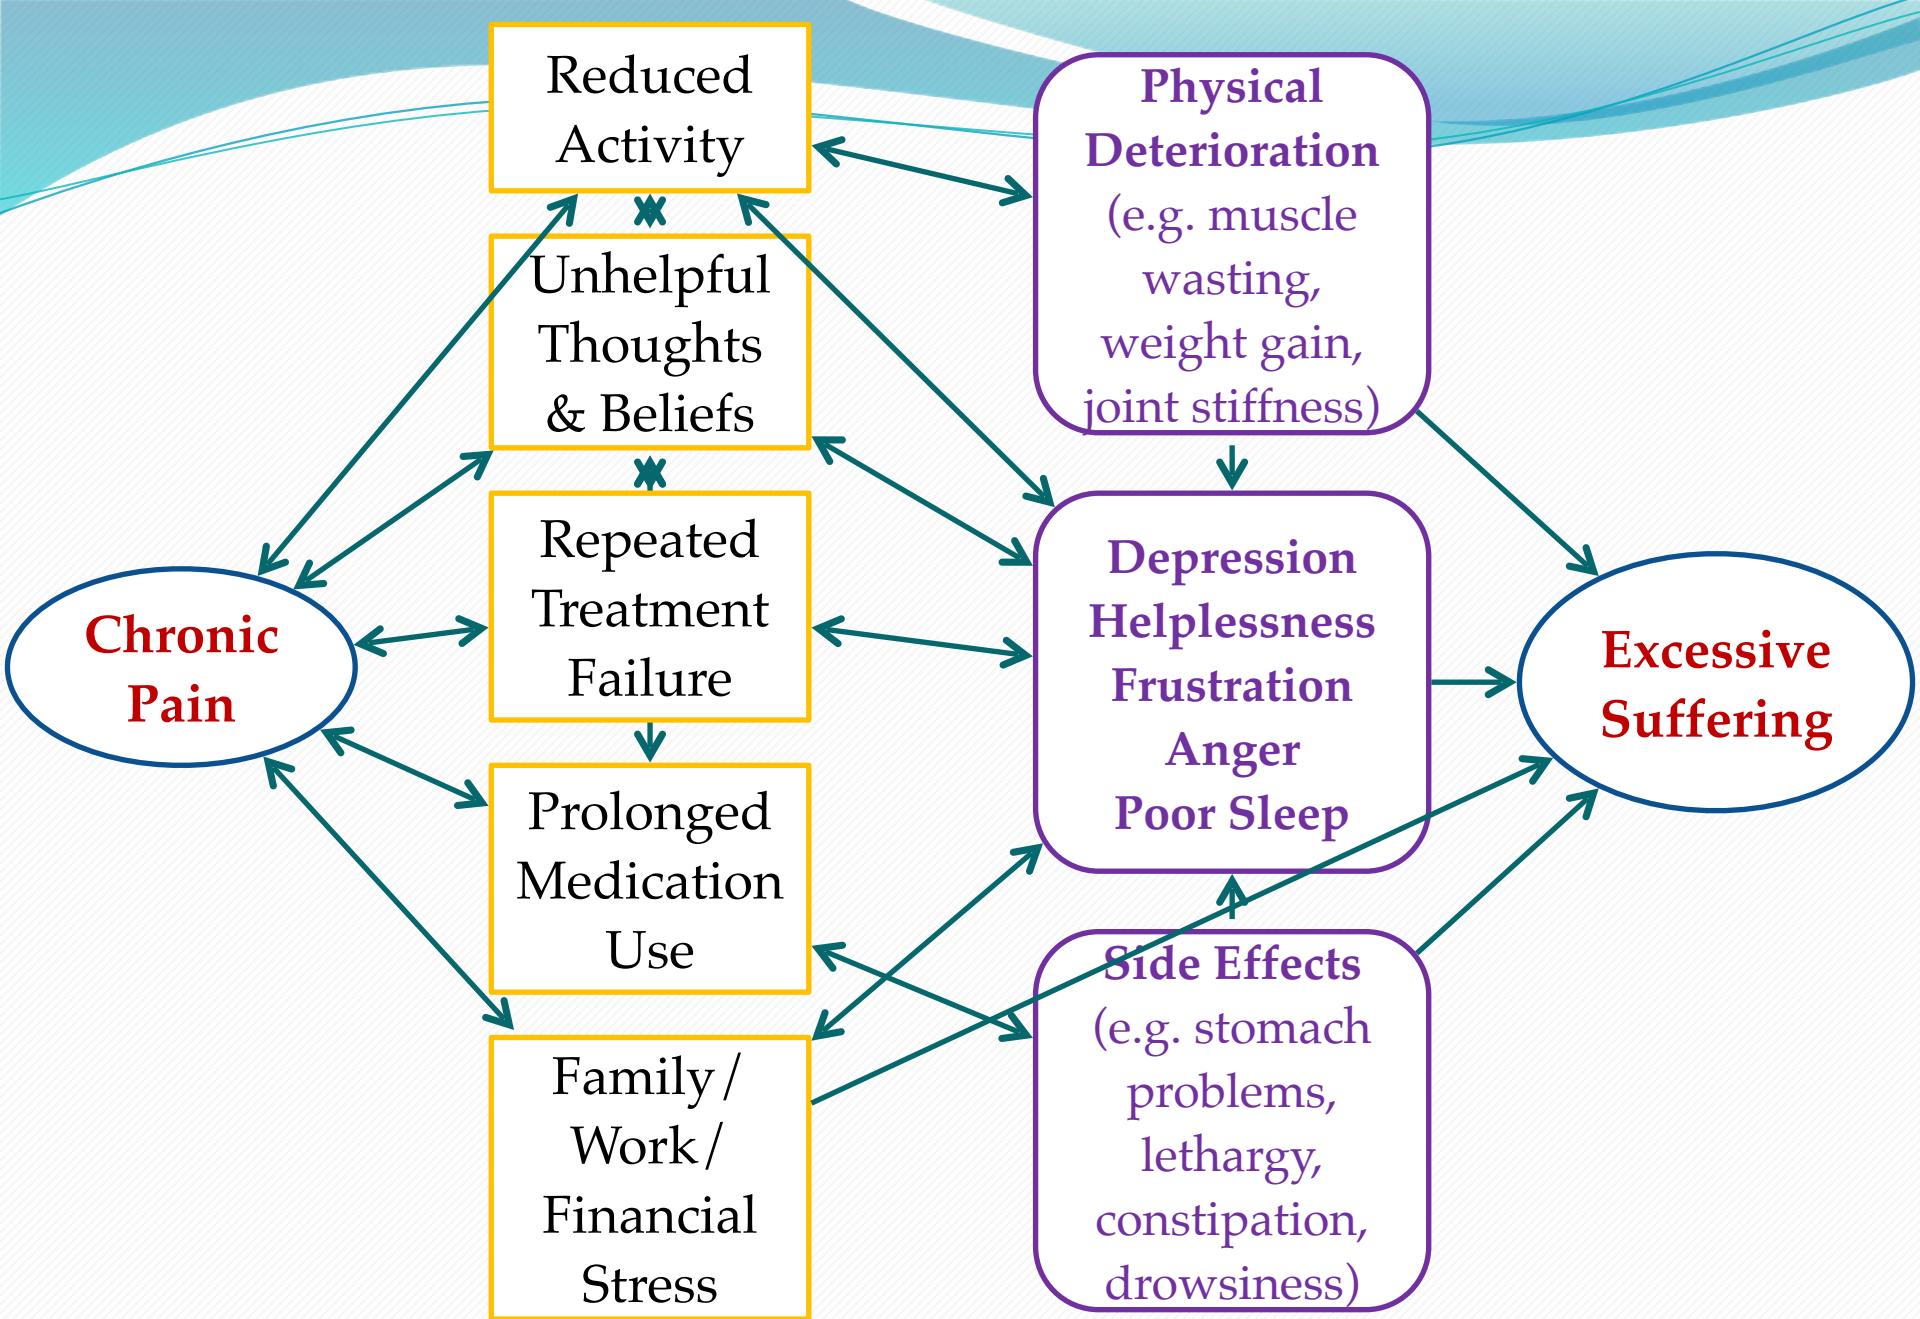 Reduced
Activity
Unhelpful
Thoughts
& Beliefs
Repeated
Treatment
Failure
Prolonged
Medication
Use
Family/
Work/
Financial
Stress
Chronic
Pain
Physical
Deterioration
(e.g. muscle
wasting,
weight gain,
joint stiffness)
Depression
Helplessness
Frustration
Anger
Poor Sleep
Side Effects
(e.g. stomach
problems,
lethargy,
constipation,
drowsiness)
Excessive
Suffering